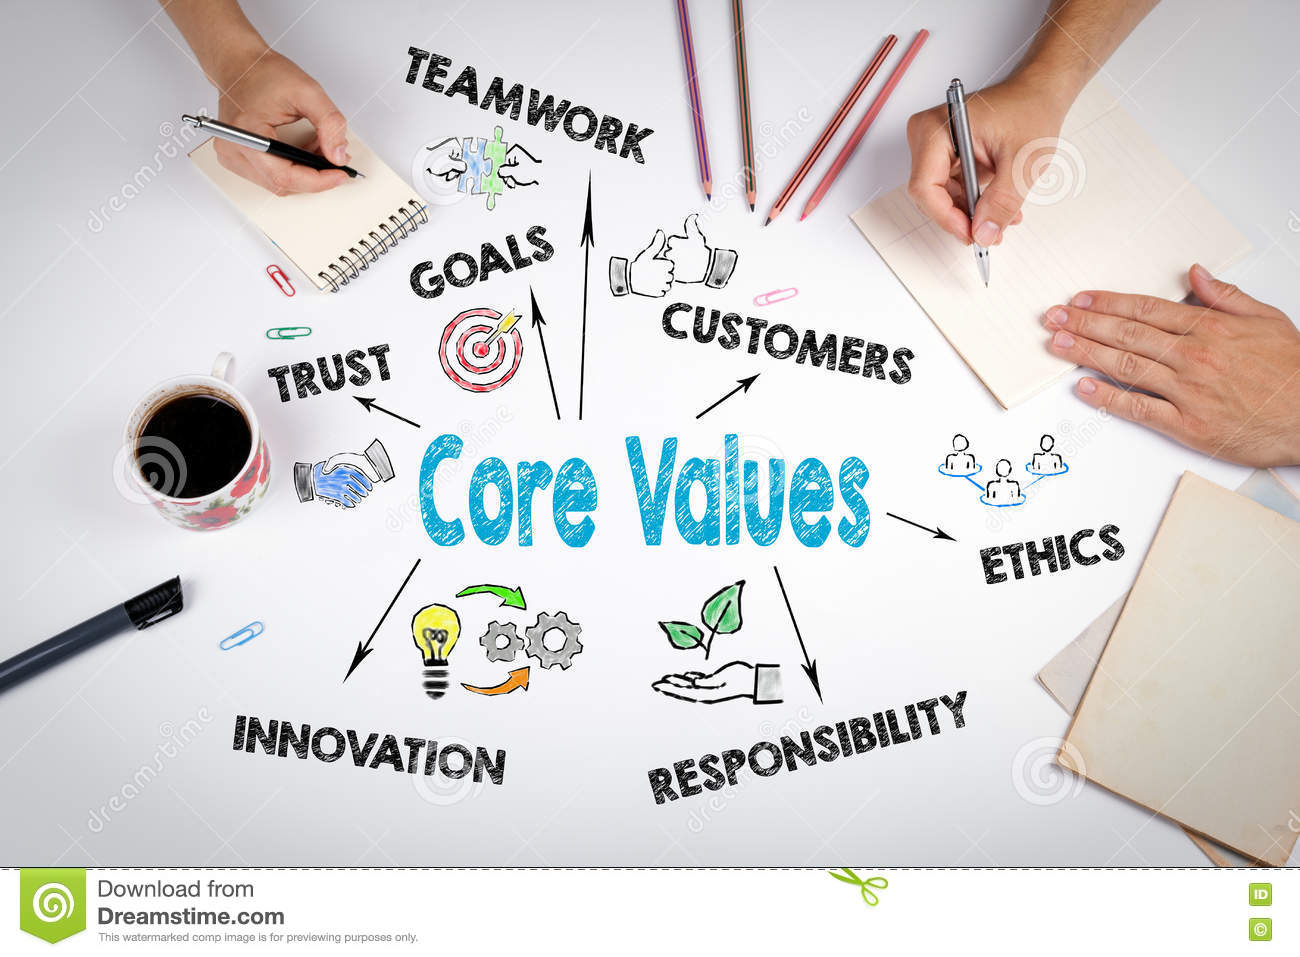 TEAMWORK
GOALS
CUSTOMERS
TRUST
Core Values
ETHICS
INNOVATION
RESPONSIBILITY
dreamstime
Download from
Dreamstime.com
This watermarked comp image is for previewing purposes only.
ID
©